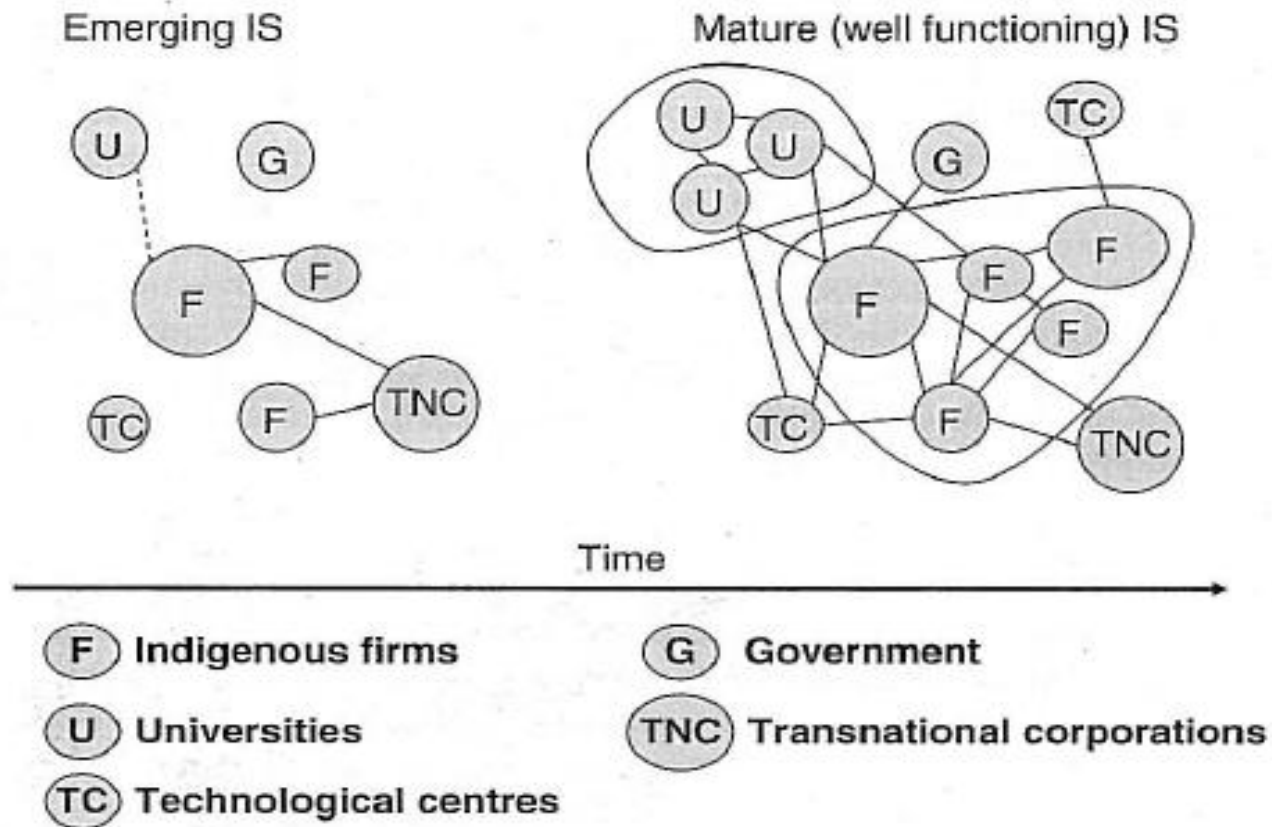 Emerging IS
Mature (well functioning) IS
U
G
F
F
TC
F
TNC
U
U
U
G
TC
F
F
F
F
TC
F
TNC
Time
F Indigenous firms
G Government
U Universities
TNC Transnational corporations
TC Technological centres